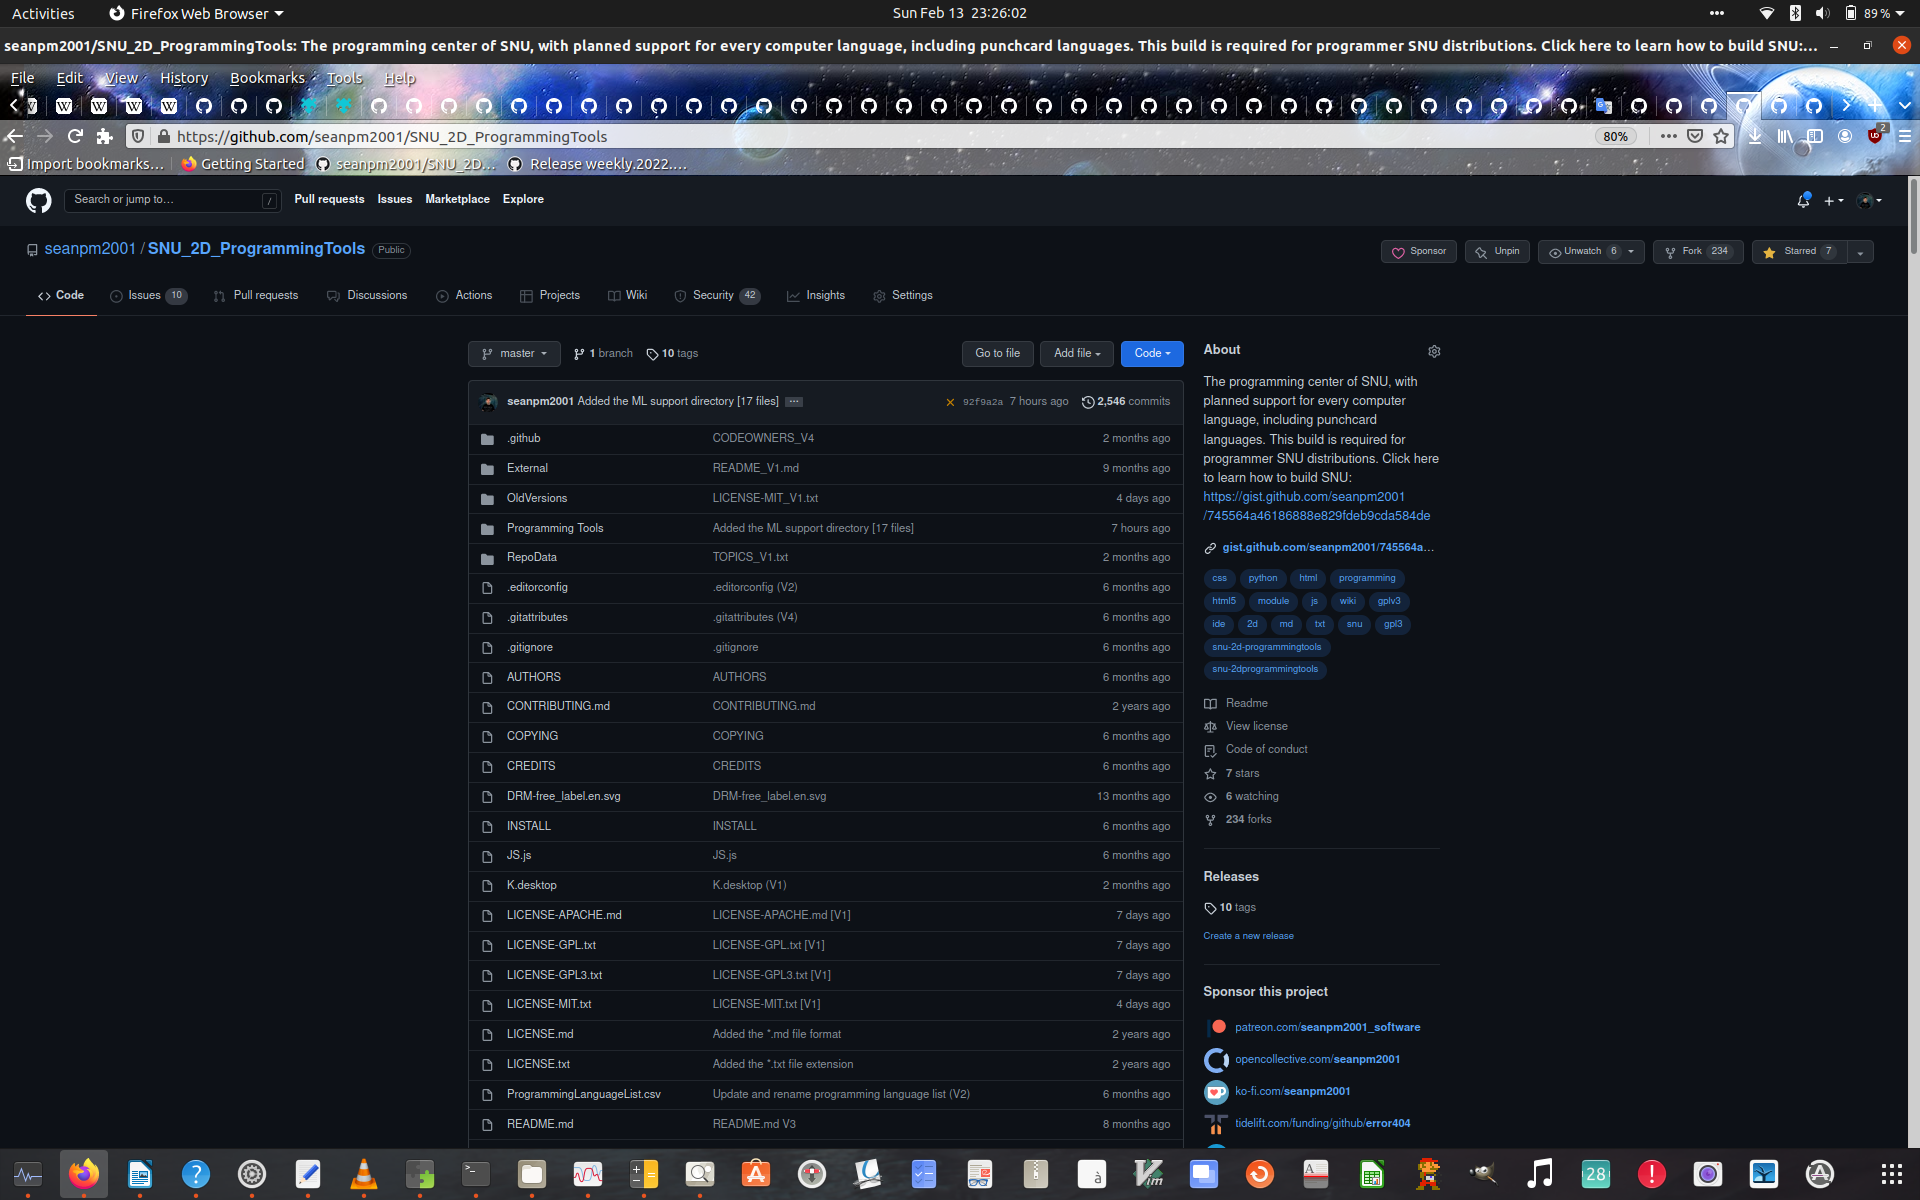 Activities
Firefox Web Browser
Sun Feb 13 23:26:02
89 %
seanpm2001/SNU_2D_ProgrammingTools: The programming center of SNU, with planned support for every computer language, including punchcard languages. This build is required for programmer SNU distributions. Click here to learn how to build SNU:…
File Edit View History Bookmarks Tools Help
https://github.com/seanpm2001/SNU_2D_ProgrammingTools
80%
2
Import bookmarks… Getting Started seanpm2001/SNU_2D… Release weekly.2022.…
Search or jump to… /
Pull requests Issues Marketplace Explore
seanpm2001 / SNU_2D_ProgrammingTools Public
Sponsor Unpin Unwatch 6 Fork 234 Starred 7
Code Issues 10 Pull requests Discussions Actions Projects Wiki Security 42 Insights Settings
master 1 branch 10 tags Go to file Add file Code
seanpm2001 Added the ML support directory [17 files] 92f9a2a 7 hours ago 2,546 commits
.github CODEOWNERS_V4 2 months ago
External README_V1.md 9 months ago
OldVersions LICENSE-MIT_V1.txt 4 days ago
Programming Tools Added the ML support directory [17 files] 7 hours ago
RepoData TOPICS_V1.txt 2 months ago
.editorconfig .editorconfig (V2) 6 months ago
.gitattributes .gitattributes (V4) 6 months ago
.gitignore .gitignore 6 months ago
AUTHORS AUTHORS 6 months ago
CONTRIBUTING.md CONTRIBUTING.md 2 years ago
COPYING COPYING 6 months ago
CREDITS CREDITS 6 months ago
DRM-free_label.en.svg DRM-free_label.en.svg 13 months ago
INSTALL INSTALL 6 months ago
JS.js JS.js 6 months ago
K.desktop K.desktop (V1) 2 months ago
LICENSE-APACHE.md LICENSE-APACHE.md [V1] 7 days ago
LICENSE-GPL.txt LICENSE-GPL.txt [V1] 7 days ago
LICENSE-GPL3.txt LICENSE-GPL3.txt [V1] 7 days ago
LICENSE-MIT.txt LICENSE-MIT.txt [V1] 4 days ago
LICENSE.md Added the *.md file format 2 years ago
LICENSE.txt Added the *.txt file extension 2 years ago
ProgrammingLanguageList.csv Update and rename programming language list (V2) 6 months ago
README.md README.md V3 8 months ago
About
The programming center of SNU, with
planned support for every computer
language, including punchcard
languages. This build is required for
programmer SNU distributions. Click here
to learn how to build SNU:
https://gist.github.com/seanpm2001
/745564a46186888e829fdeb9cda584de
gist.github.com/seanpm2001/745564a…
css python html programming
html5 module js wiki gplv3
ide 2d md txt snu gpl3
snu-2d-programmingtools
snu-2dprogrammingtools
Readme
View license
Code of conduct
7 stars
6 watching
234 forks
Releases
10 tags
Create a new release
Sponsor this project
patreon.com/seanpm2001_software
opencollective.com/seanpm2001
ko-fi.com/seanpm2001
tidelift.com/funding/github/error404
28